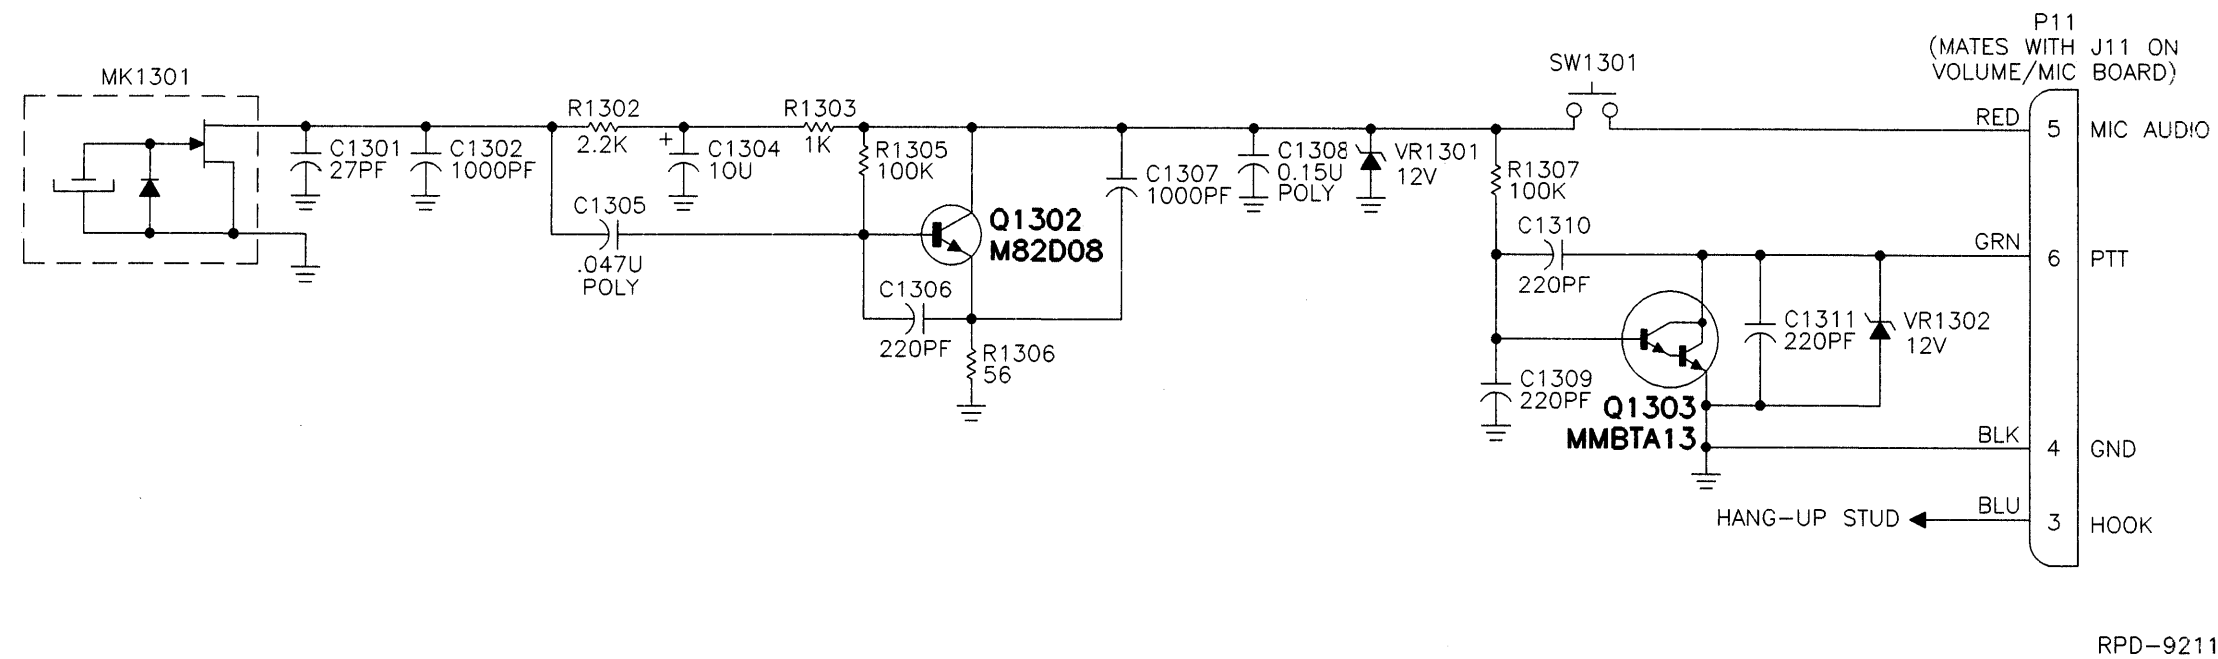 P11
(MATES WITH J11 ON
VOLUME/MIC BOARD)
MK1301
SW1301
R1302
2.2K
R1303
1K
RED
5
MIC AUDIO
C1301
27PF
C1302
1000PF
+
C1304
10U
R1305
100K
C1307
1000PF
C1308
0.15U
POLY
VR1301
12V
R1307
100K
C1305
.047U
POLY
Q1302
M82D08
C1310
220PF
GRN
6
PTT
C1306
220PF
R1306
56
C1311
220PF
VR1302
12V
C1309
220PF
Q1303
MMBTA13
BLK
4
GND
HANG-UP STUD
BLU
3
HOOK
RPD-9211